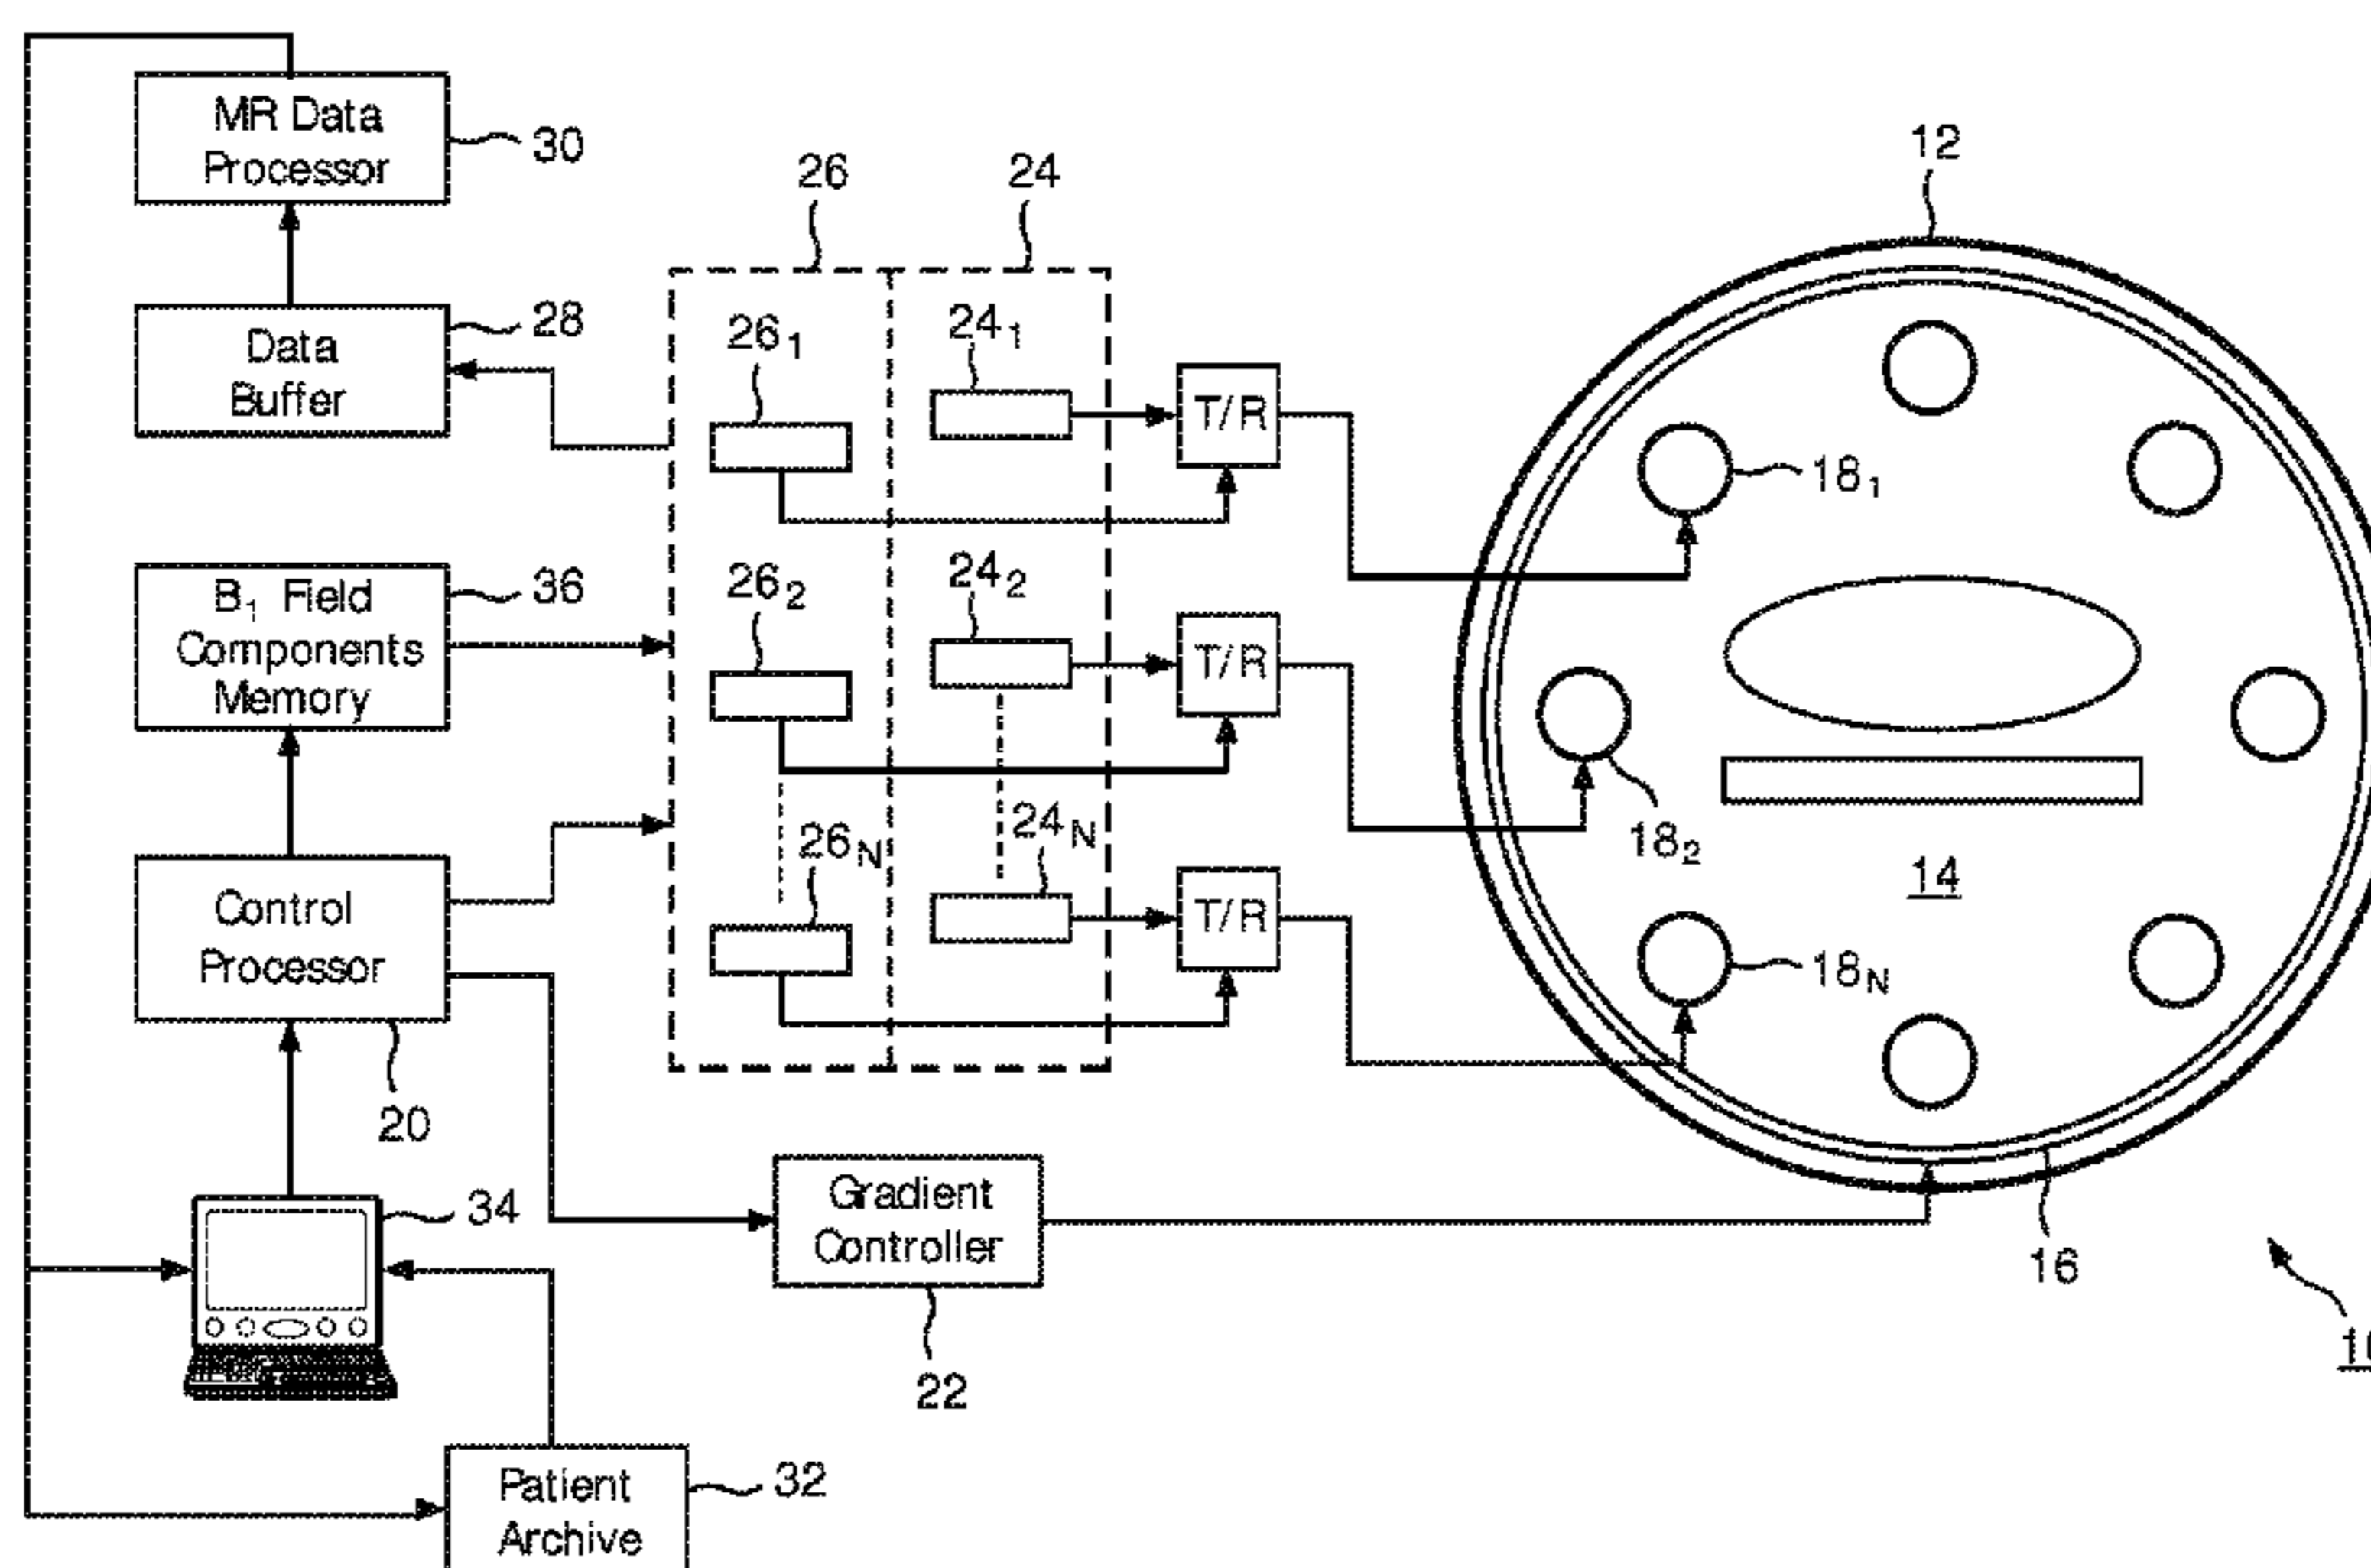 MR Data
Processor
30
Data
Buffer
28
B₁ Field
Components
Memory
36
Control
Processor
20
34
Patient
Archive
32
26
24
26₁
24₁
T/R
26₂
24₂
T/R
26N
24N
T/R
Gradient
Controller
22
12
18₁
18₂
14
18N
16